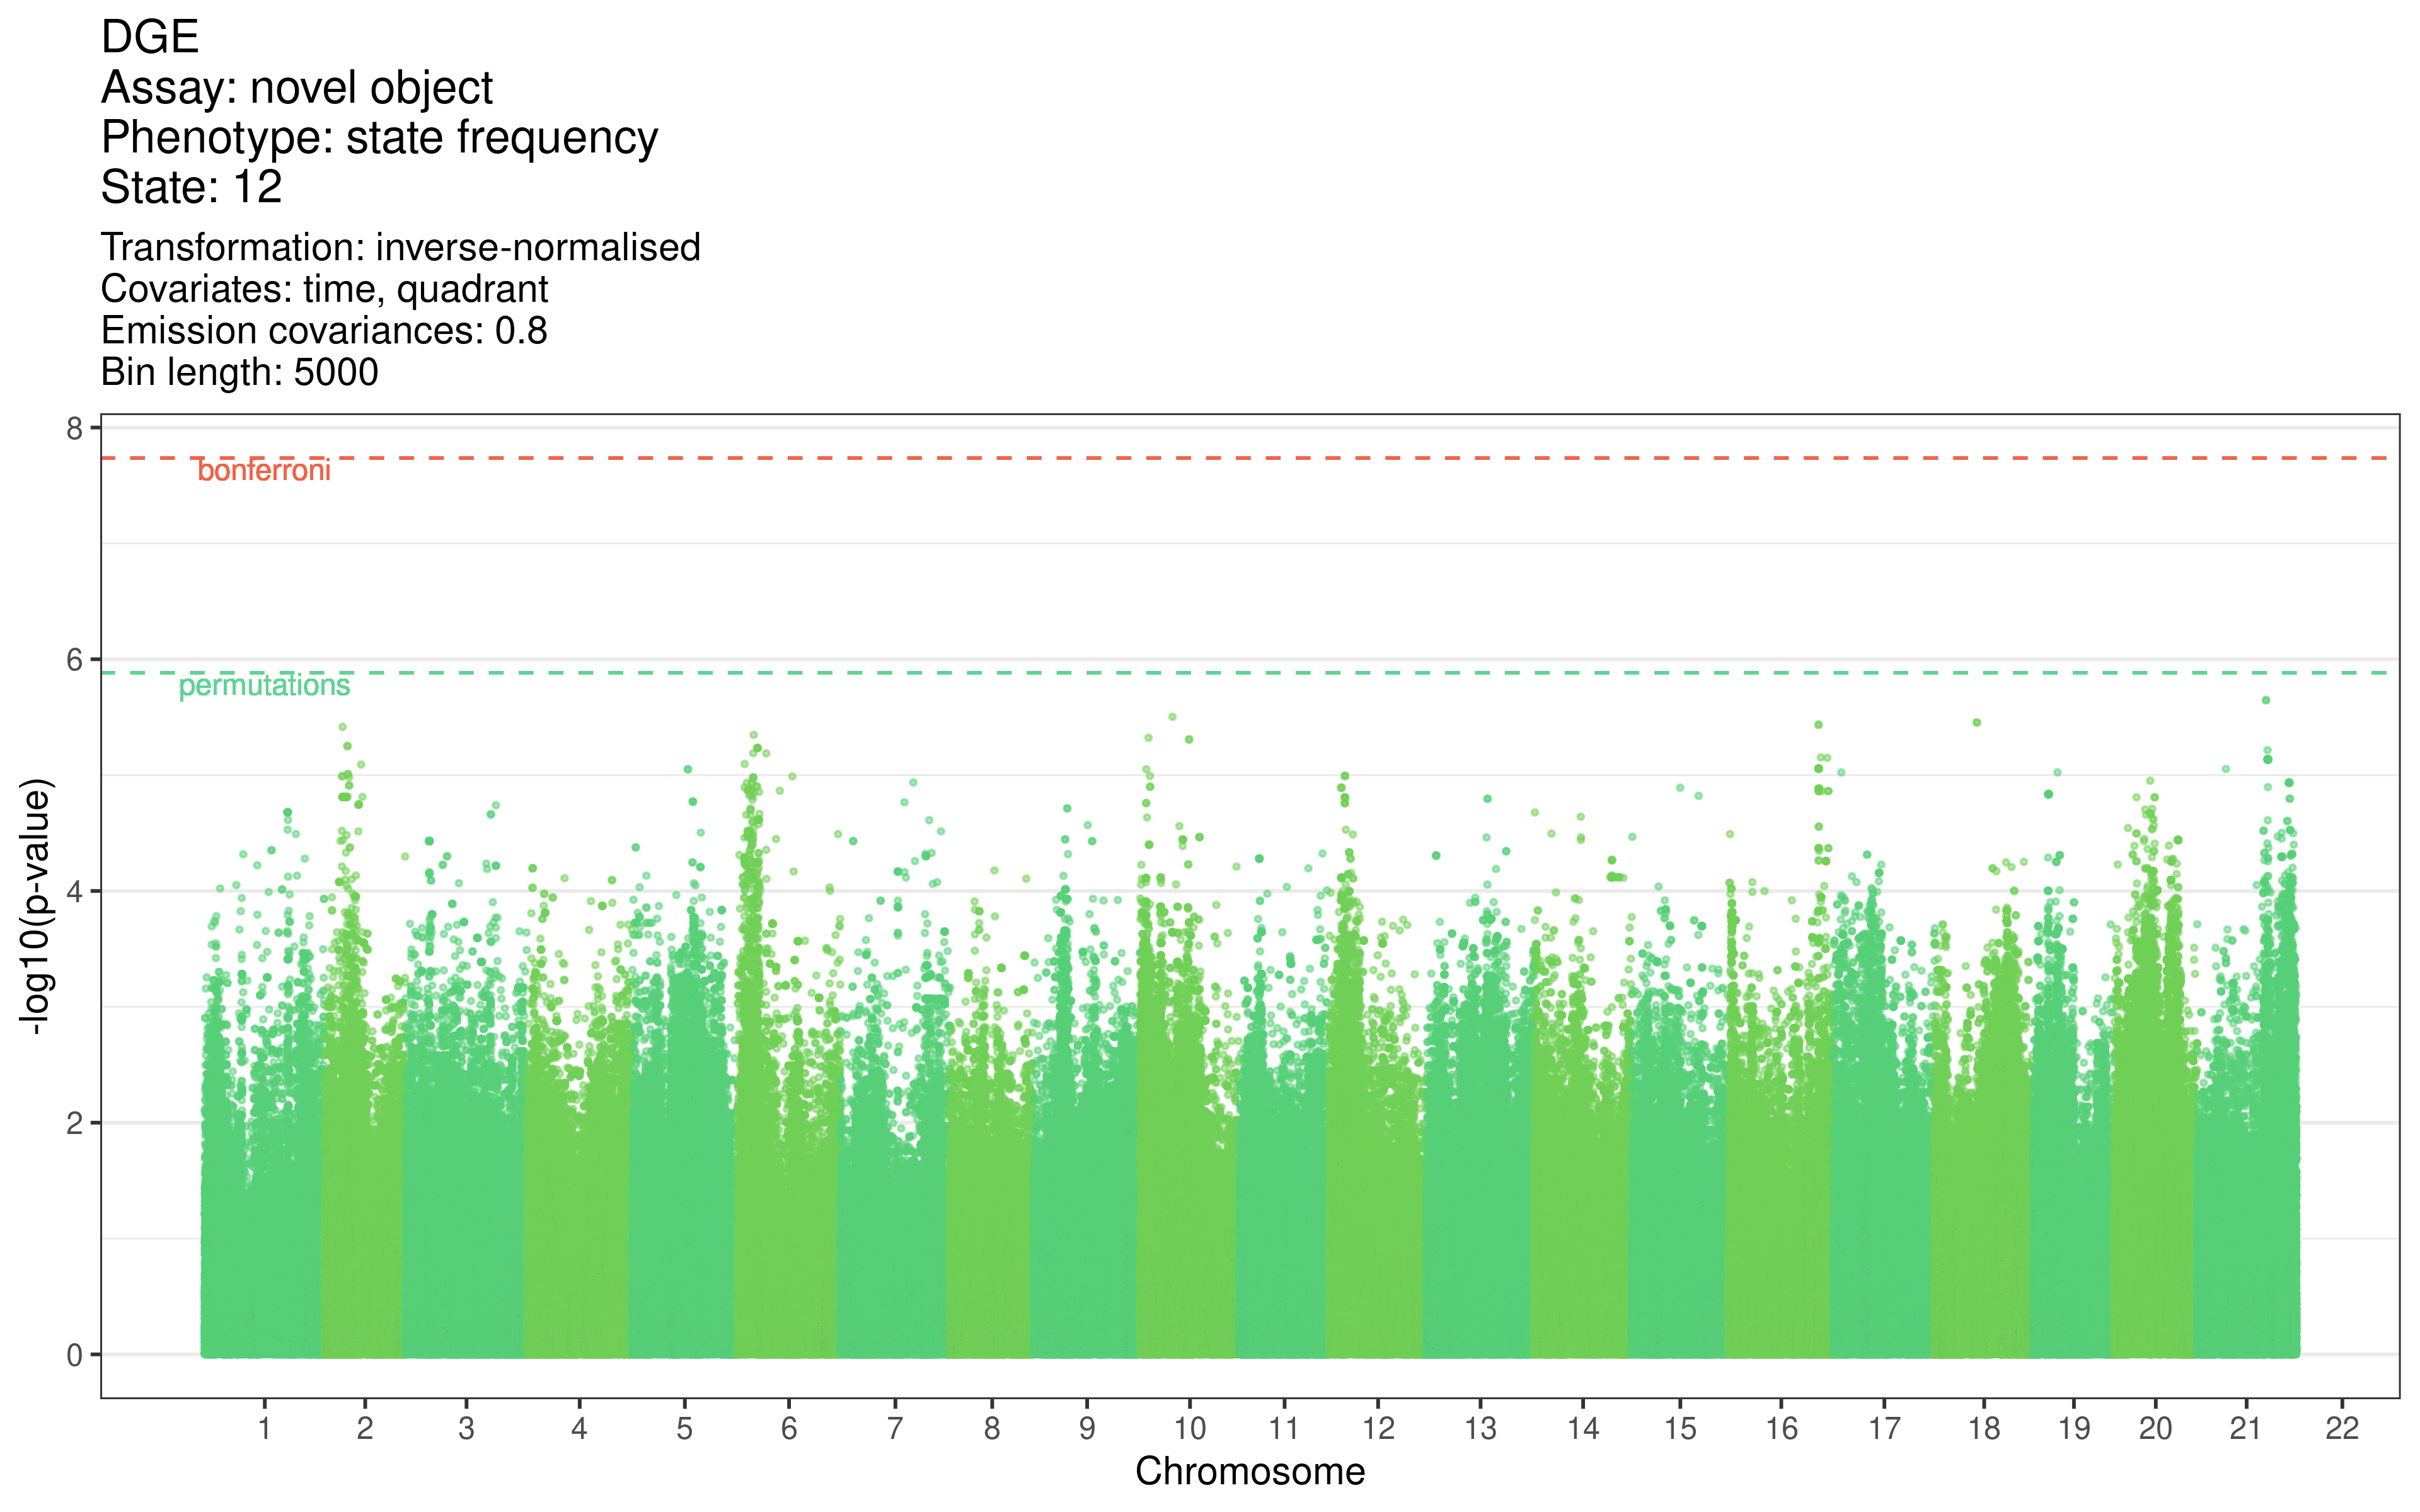 DGE
Assay: novel object
Phenotype: state frequency
State: 12
Transformation: inverse-normalised
Covariates: time, quadrant
Emission covariances: 0.8
Bin length: 5000
8
bonferroni
6
permutations
4
2
0
-log10(p-value)
1 2 3 4 5 6 7 8 9 10 11 12 13 14 15 16 17 18 19 20 21 22
Chromosome